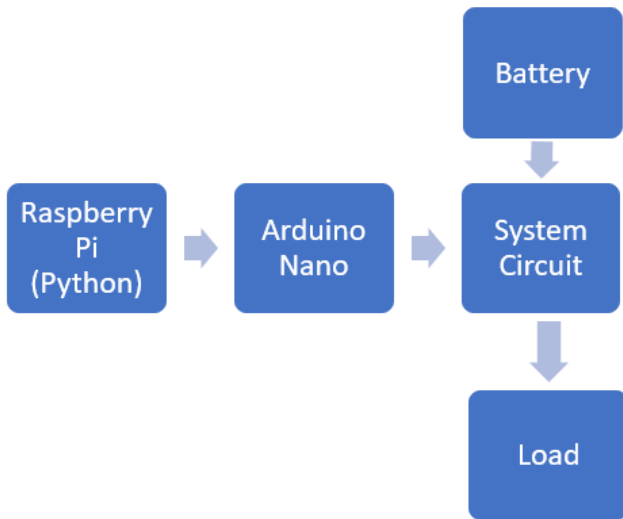 Battery
Raspberry
Pi
(Python)
Arduino
Nano
System
Circuit
Load